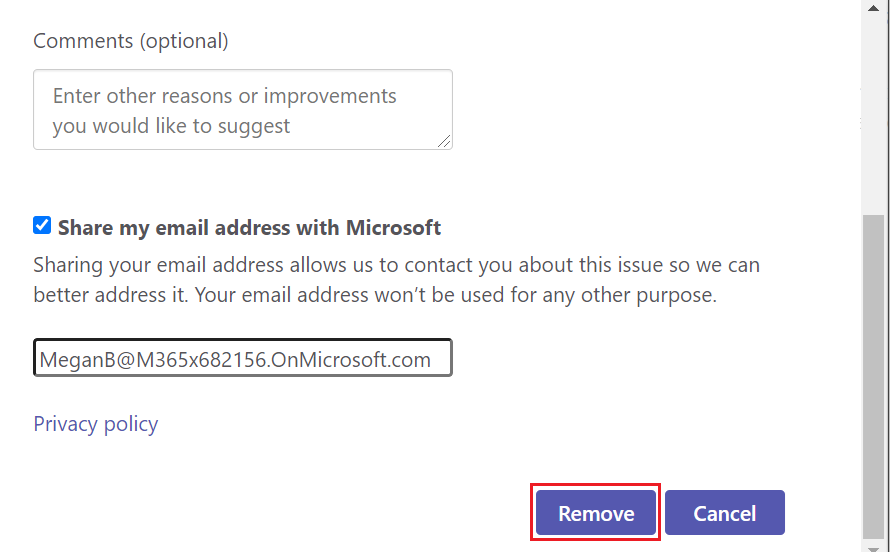 Comments (optional)
Enter other reasons or improvements
you would like to suggest
Share my email address with Microsoft
Sharing your email address allows us to contact you about this issue so we can
better address it. Your email address won’t be used for any other purpose.
MeganB@M365x682156.OnMicrosoft.com
Privacy policy
Remove
Cancel